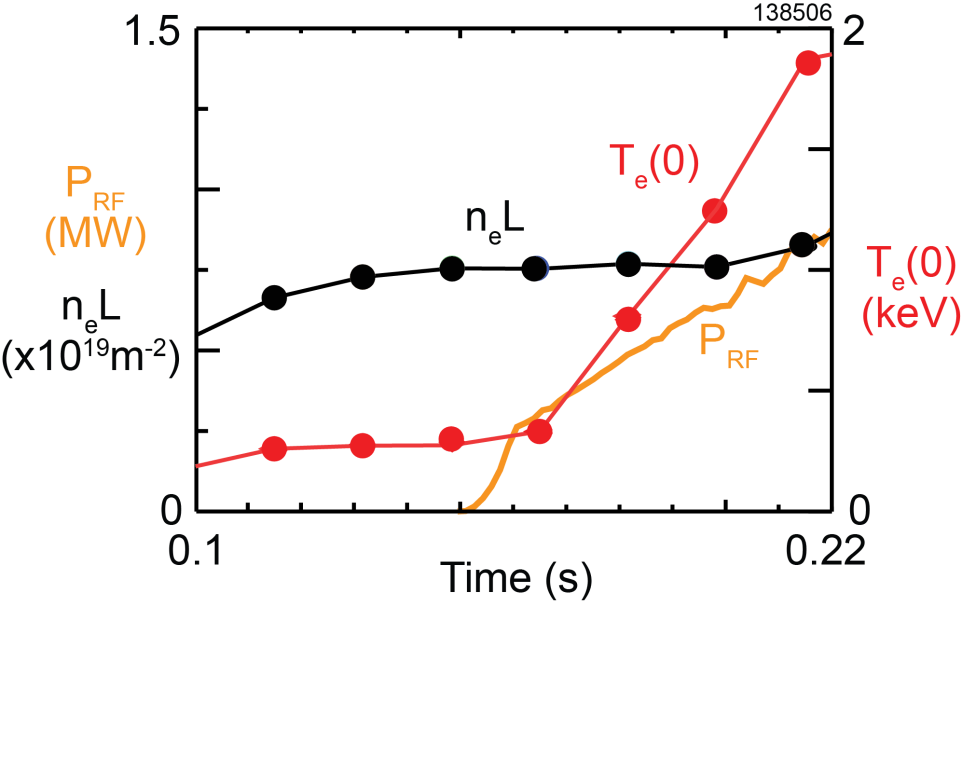 138506
1.5
2
T_e(0)
P_RF
(MW)
n_eL
T_e(0)
(keV)
n_eL
(x10^19m^-2)
P_RF
0
0
0.1
0.22
Time (s)